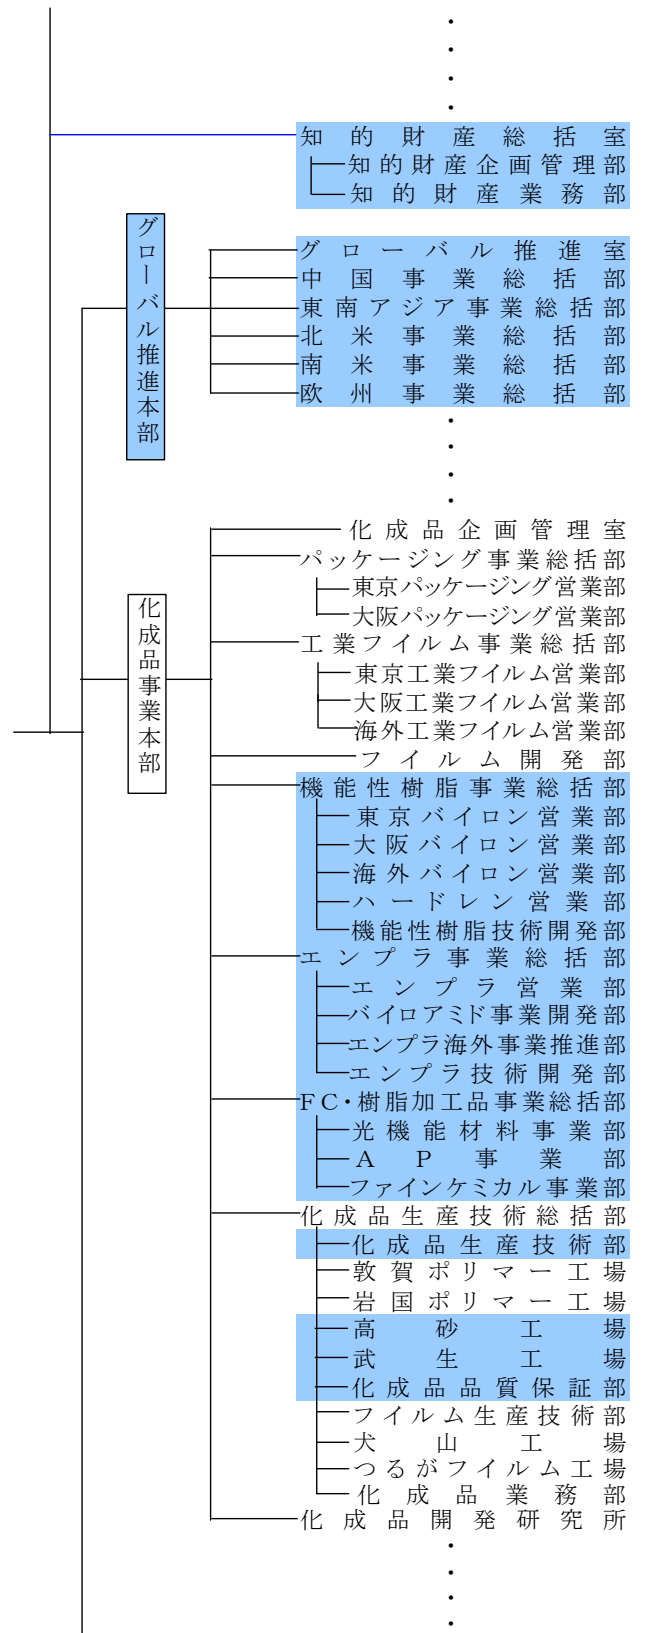 知的財産総括室
知的財産企画管理部
知的財産業務部
グローバル推進本部
グローバル推進室
中国事業総括部
東南アジア事業総括部
北米事業総括部
南米事業総括部
欧州事業総括部
化成品事業本部
化成品企画管理室
パッケージング事業総括部
東京パッケージング営業部
大阪パッケージング営業部
工業フイルム事業総括部
東京工業フイルム営業部
大阪工業フイルム営業部
海外工業フイルム営業部
フイルム開発部
機能性樹脂事業総括部
東京バイロン営業部
大阪バイロン営業部
海外バイロン営業部
ハードレン営業部
機能性樹脂技術開発部
エンプラ事業総括部
エンプラ営業部
バイロアミド事業開発部
エンプラ海外事業推進部
エンプラ技術開発部
FC・樹脂加工品事業総括部
光機能材料事業部
AP事業部
ファインケミカル事業部
化成品生産技術総括部
化成品生産技術部
敦賀ポリマー工場
岩国ポリマー工場
高砂工場
武生工場
化成品品質保証部
フイルム生産技術部
犬山工場
つるがフイルム工場
化成品業務部
化成品開発研究所